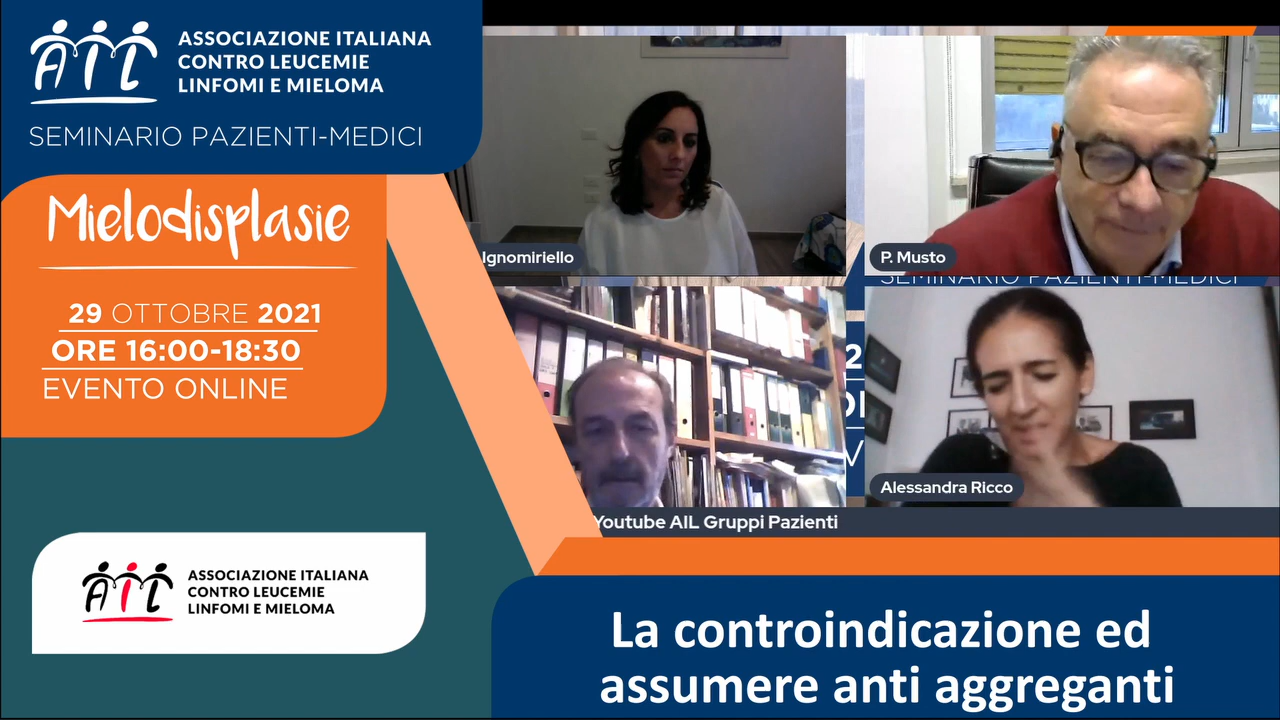 AIL
ASSOCIAZIONE ITALIANA
CONTRO LEUCEMIE
LINFOMI E MIELOMA
SEMINARIO PAZIENTI-MEDICI
Mielodisplasie
29 OTTOBRE 2021
ORE 16:00-18:30
EVENTO ONLINE
Ignomiriello
P. Musto
SEMINARIO PAZIENTI-MEDICI
Alessandra Ricco
Youtube AIL Gruppi Pazienti
AIL
ASSOCIAZIONE ITALIANA
CONTRO LEUCEMIE
LINFOMI E MIELOMA
La controindicazione ed
assumere anti aggreganti